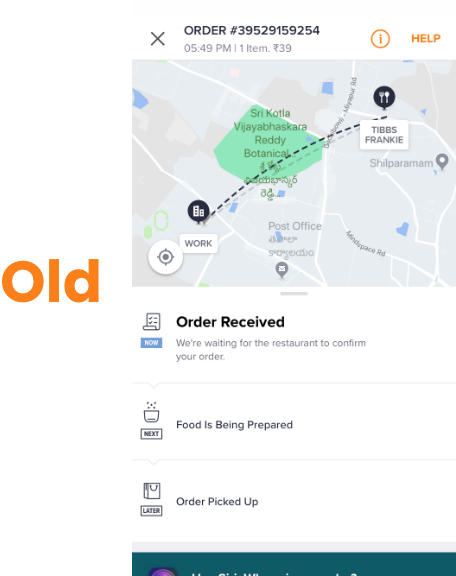 ORDER #39529159254
05:49 PM | 1 Item. ₹39
HELP
Sri Kotla
Vijayabhaskara
Reddy
Botanical
TIBBS
FRANKIE
Shilparamam
WORK
Post Office
Mindspace Rd
Old
Order Received
NOW
We're waiting for the restaurant to confirm
your order.
Food Is Being Prepared
NEXT
Order Picked Up
LATER